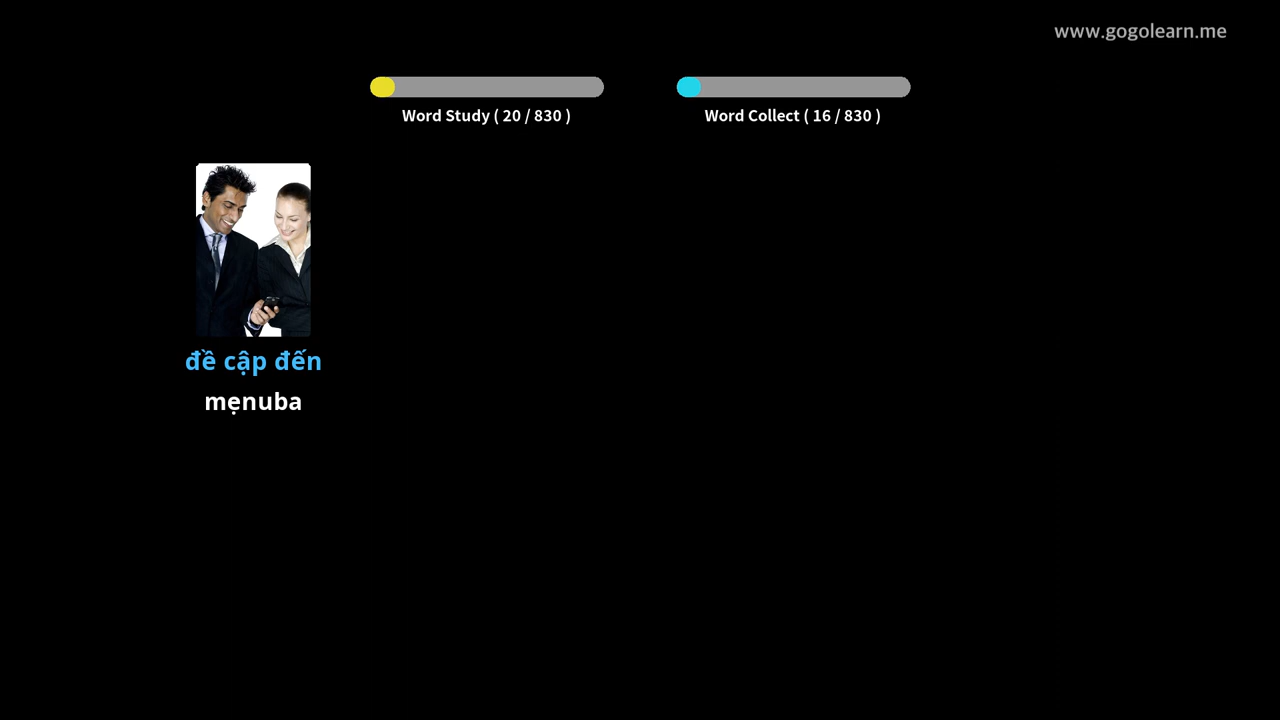 www.gogolearn.me
Word Study ( 20 / 830 )
Word Collect ( 16 / 830 )
đề cập đến
mẹnuba